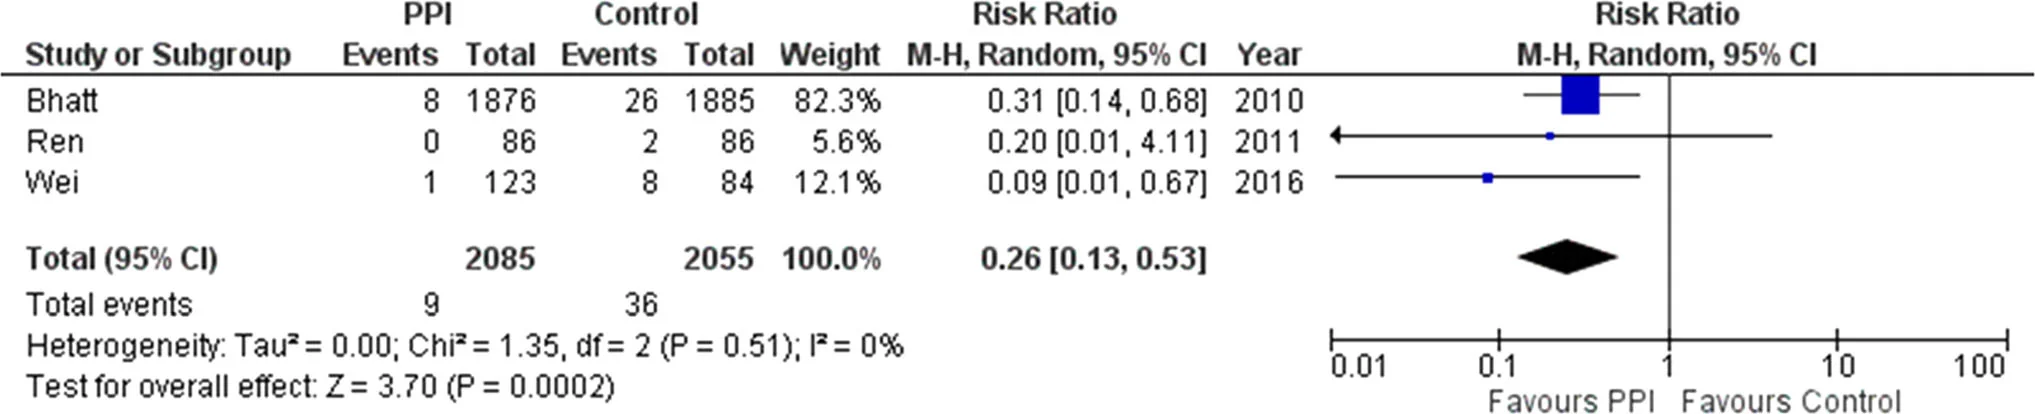 PPI Control Risk Ratio Risk Ratio
Study or Subgroup Events Total Events Total Weight M-H, Random, 95% CI Year M-H, Random, 95% CI
Bhatt 8 1876 26 1885 82.3% 0.31 [0.14, 0.68] 2010
Ren 0 86 2 86 5.6% 0.20 [0.01, 4.11] 2011
Wei 1 123 8 84 12.1% 0.09 [0.01, 0.67] 2016
Total (95% CI) 2085 2055 100.0% 0.26 [0.13, 0.53]
Total events 9 36
Heterogeneity: Tau² = 0.00; Chi² = 1.35, df = 2 (P = 0.51); I² = 0%
Test for overall effect: Z = 3.70 (P = 0.0002)
0.01 0.1 1 10 100
Favours PPI Favours Control